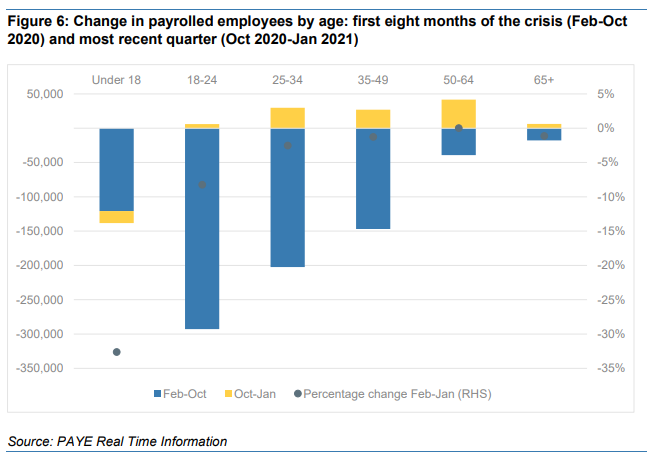 Figure 6: Change in payrolled employees by age: first eight months of the crisis (Feb-Oct
2020) and most recent quarter (Oct 2020-Jan 2021)
Under 18 18-24 25-34 35-49 50-64 65+
50,000 5%
0%
-50,000 -5%
-100,000 -10%
-150,000 -15%
-200,000 -20%
-250,000 -25%
-300,000 -30%
-350,000 -35%
Feb-Oct Oct-Jan Percentage change Feb-Jan (RHS)
Source: PAYE Real Time Information